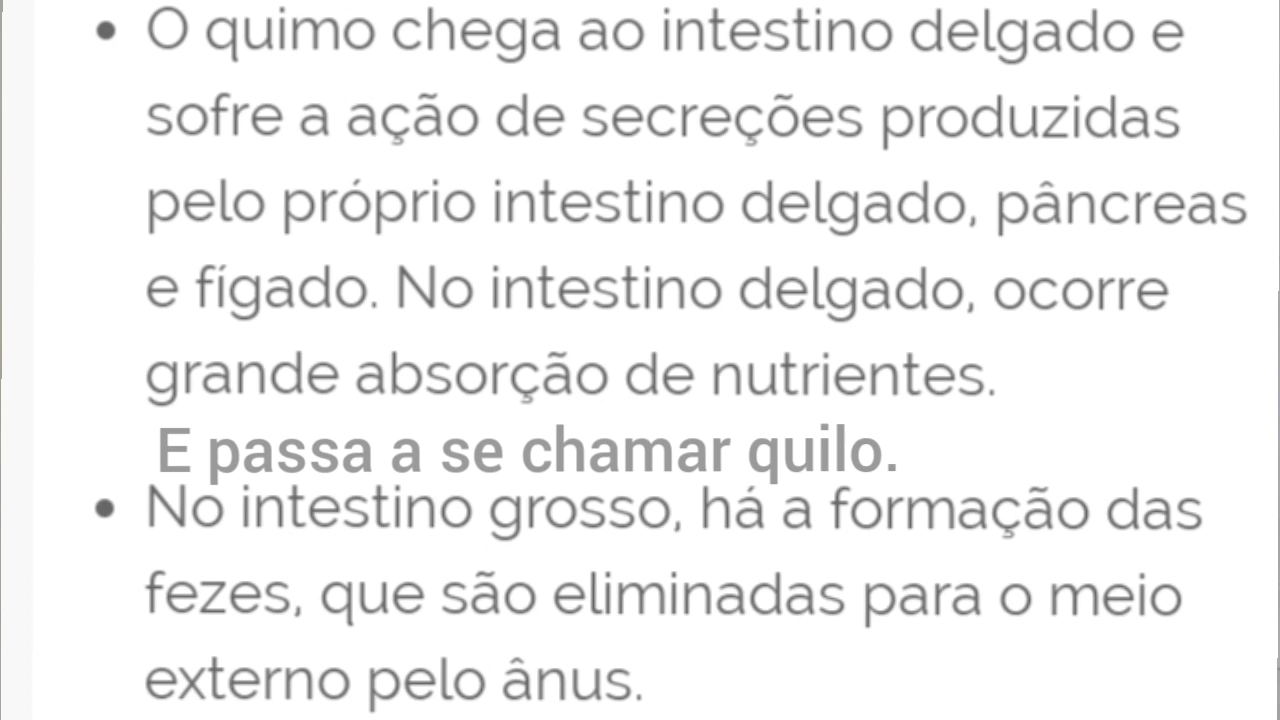 • O quimo chega ao intestino delgado e
sofre a ação de secreções produzidas
pelo próprio intestino delgado, pâncreas
e fígado. No intestino delgado, ocorre
grande absorção de nutrientes.
E passa a se chamar quilo.
• No intestino grosso, há a formação das
fezes, que são eliminadas para o meio
externo pelo ânus.